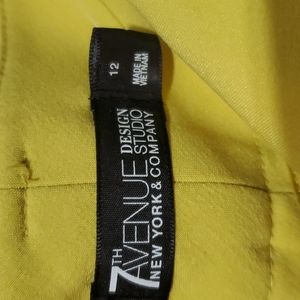 7TH
AVENUE DESIGN
STUDIO
NEW YORK & COMPANY
12
MADE IN
VIETNAM